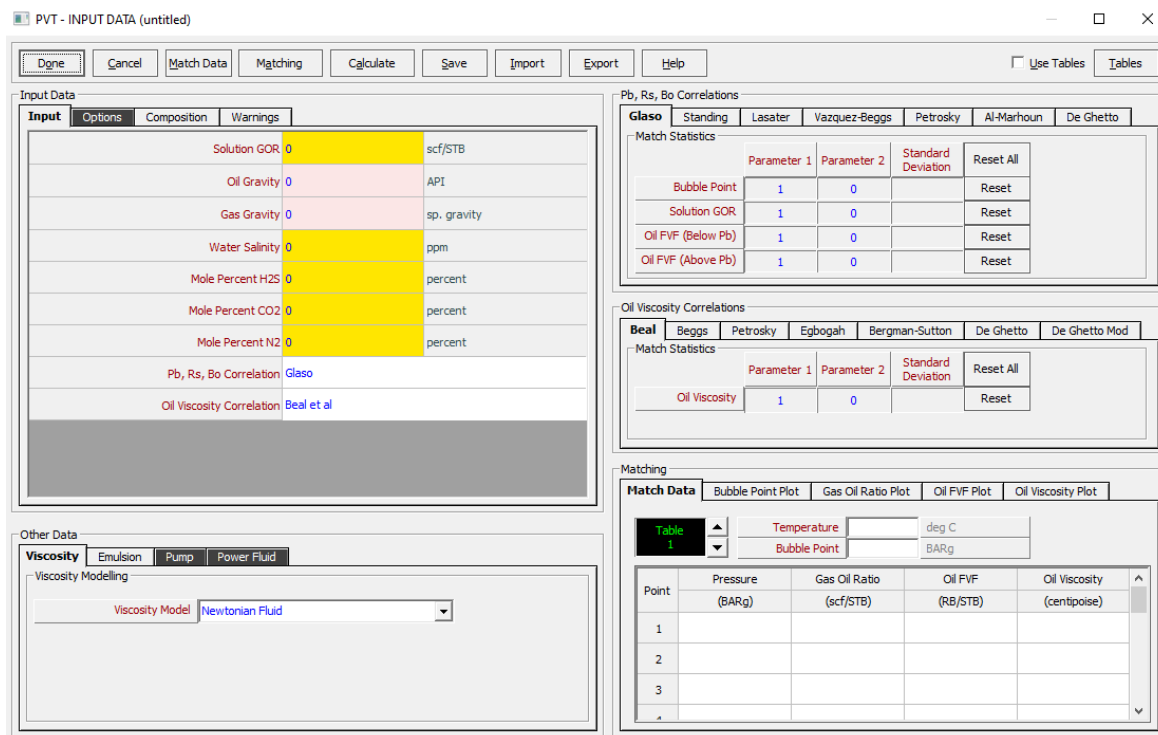 PVT - INPUT DATA (untitled)
Done Cancel Match Data Matching Calculate Save Import Export Help Use Tables Tables
Input Data
Input Options Composition Warnings
Solution GOR 0 scf/STB
Oil Gravity 0 API
Gas Gravity 0 sp. gravity
Water Salinity 0 ppm
Mole Percent H2S 0 percent
Mole Percent CO2 0 percent
Mole Percent N2 0 percent
Pb, Rs, Bo Correlation Glaso
Oil Viscosity Correlation Beal et al
Other Data
Viscosity Emulsion Pump Power Fluid
Viscosity Modelling
Viscosity Model Newtonian Fluid
Pb, Rs, Bo Correlations
Glaso Standing Lasater Vazquez-Beggs Petrosky Al-Marhoun De Ghetto
Match Statistics
Parameter 1 Parameter 2 Standard Deviation Reset All
Bubble Point 1 0 Reset
Solution GOR 1 0 Reset
Oil FVF (Below Pb) 1 0 Reset
Oil FVF (Above Pb) 1 0 Reset
Oil Viscosity Correlations
Beal Beggs Petrosky Egbogah Bergman-Sutton De Ghetto De Ghetto Mod
Match Statistics
Parameter 1 Parameter 2 Standard Deviation Reset All
Oil Viscosity 1 0 Reset
Matching
Match Data Bubble Point Plot Gas Oil Ratio Plot Oil FVF Plot Oil Viscosity Plot
Table 1
Temperature deg C
Bubble Point BARg
Point Pressure Gas Oil Ratio Oil FVF Oil Viscosity
(BARg) (scf/STB) (RB/STB) (centipoise)
1
2
3
4